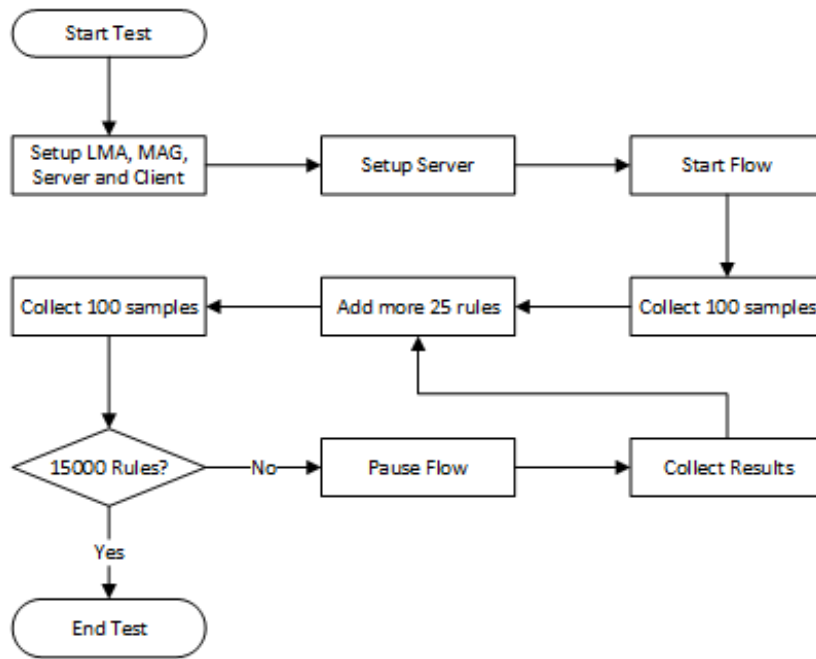 Start Test
Setup LMA, MAG,
Server and Client
Setup Server
Start Flow
Collect 100 samples
Add more 25 rules
Collect 100 samples
15000 Rules?
No
Pause Flow
Collect Results
Yes
End Test